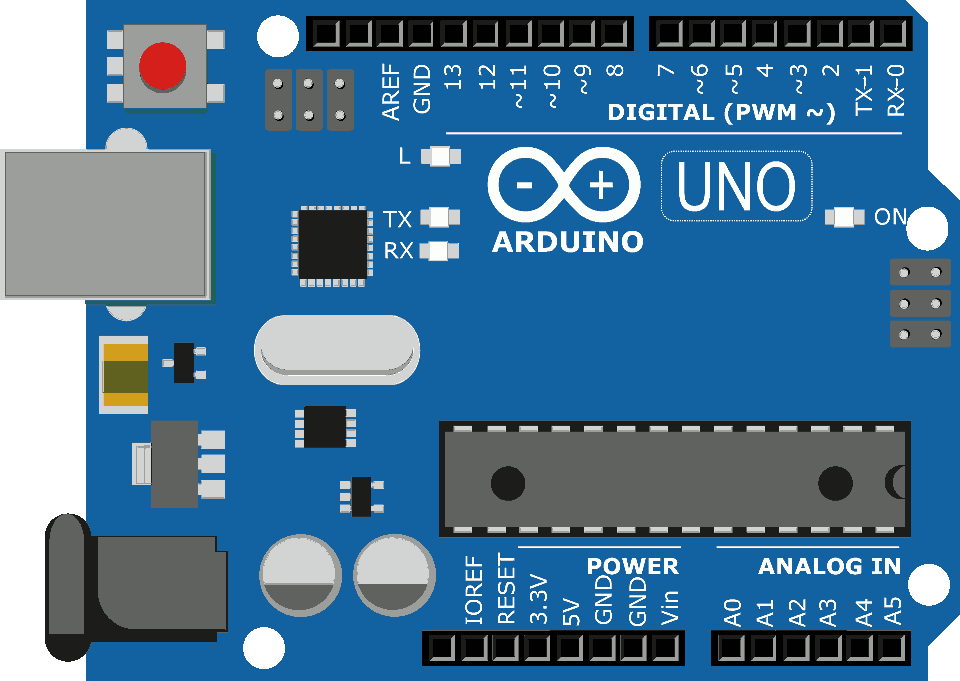 AREF
GND
13
12
~11
~10
~9
8
7
~6
~5
4
~3
2
TX-1
RX-0
DIGITAL (PWM ~)
L
TX
RX
- +
ARDUINO
UNO
ON
POWER
ANALOG IN
IOREF
RESET
3.3V
5V
GND
GND
Vin
A0
A1
A2
A3
A4
A5